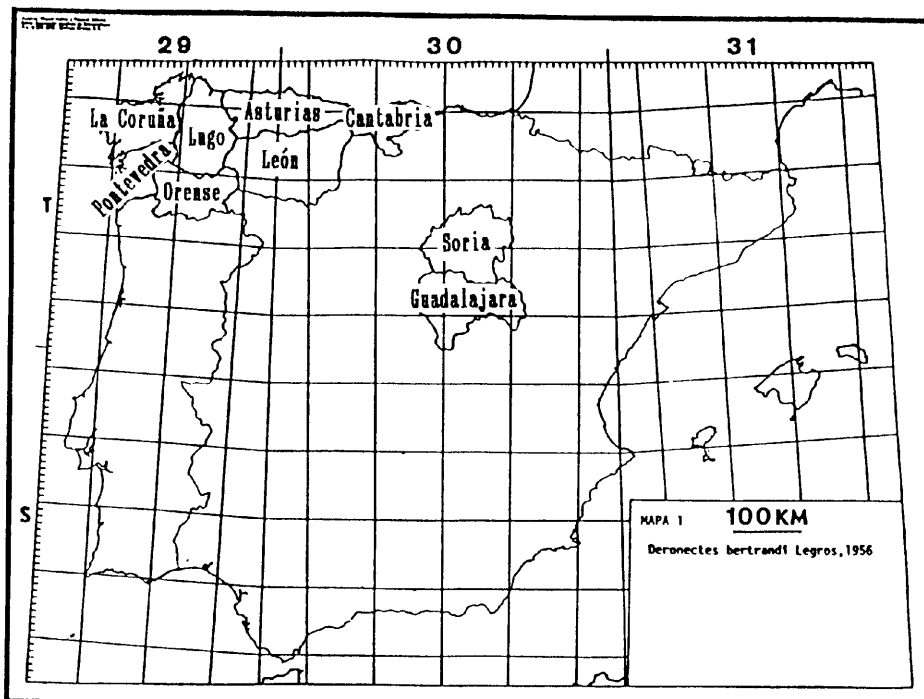 29 30 31
La Coruña
Lugo
Asturias
Cantabria
León
Pontevedra
Orense
T
Soria
Guadalajara
S
MAPA 1 100KM
Deronectes bertrandi Legros,1956